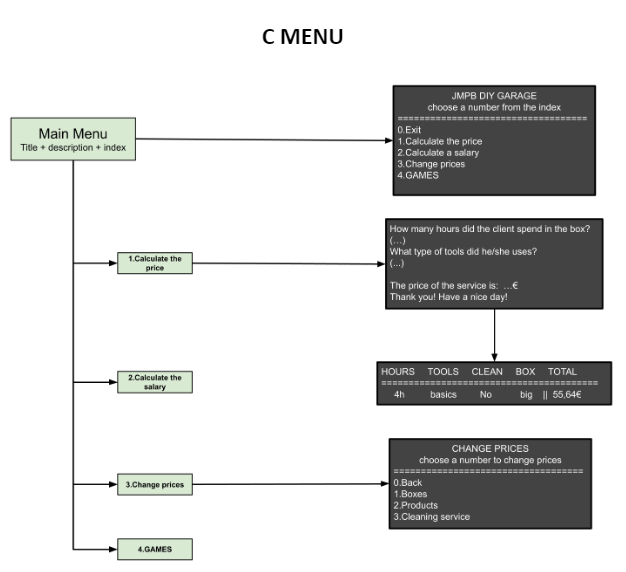 C MENU
Main Menu
Title + description + index
JMPB DIY GARAGE
choose a number from the index
===================================
0.Exit
1.Calculate the price
2.Calculate a salary
3.Change prices
4.GAMES
1.Calculate the
price
How many hours did the client spend in the box?
(...)
What type of tools did he/she uses?
(...)
The price of the service is: ...€
Thank you! Have a nice day!
HOURS TOOLS CLEAN BOX TOTAL
========================================
4h basics No big || 55,64€
2.Calculate the
salary
3.Change prices
CHANGE PRICES
choose a number to change prices
===================================
0.Back
1.Boxes
2.Products
3.Cleaning service
4.GAMES